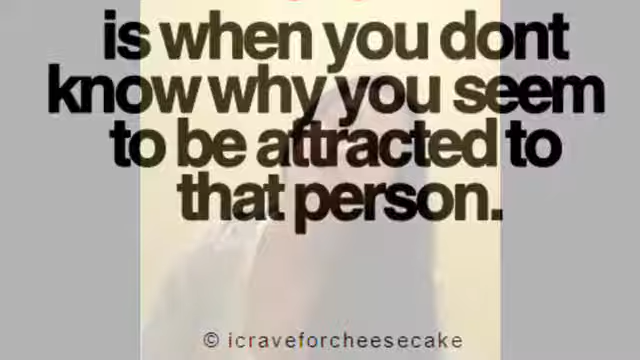 is when you dont
know why you seem
to be attracted to
that person.
© icraveforcheesecake